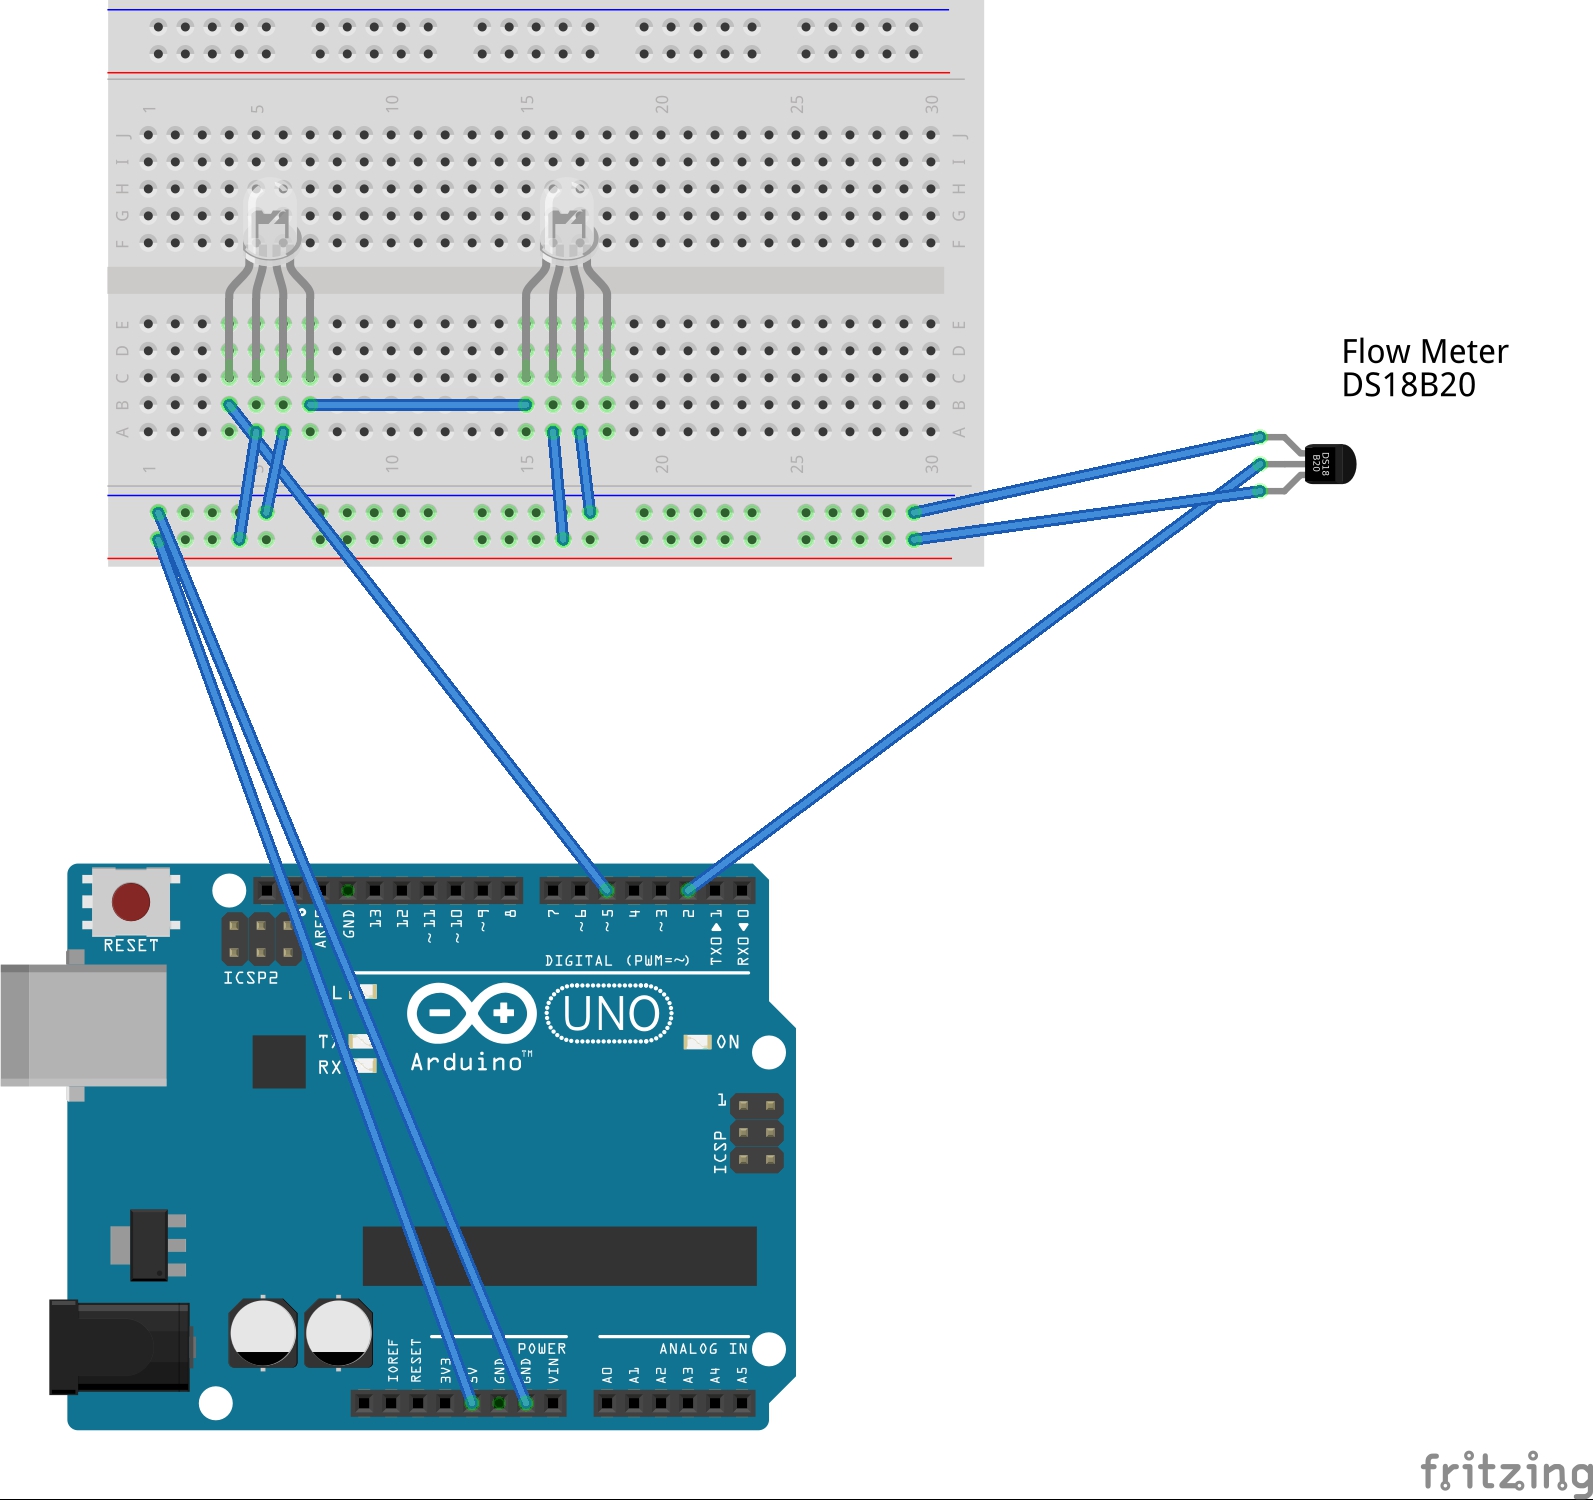 1 5 10 15 20 25 30
J J
I I
H H
G G
F F
E E
D D
C C
B B
A A
1 5 10 15 20 25 30
Flow Meter
DS18B20
DS18
B20
RESET
ICSP2
AREF
GND
13
12
~11
~10
~9
8
7
~6
~5
4
~3
2
TX0▶1
RX0◀0
DIGITAL (PWM=~)
L
TX
RX
UNO
Arduino™
ON
1
ICSP
IOREF
RESET
3V3
5V
GND
GND
VIN
POWER
ANALOG IN
A0
A1
A2
A3
A4
A5
fritzing